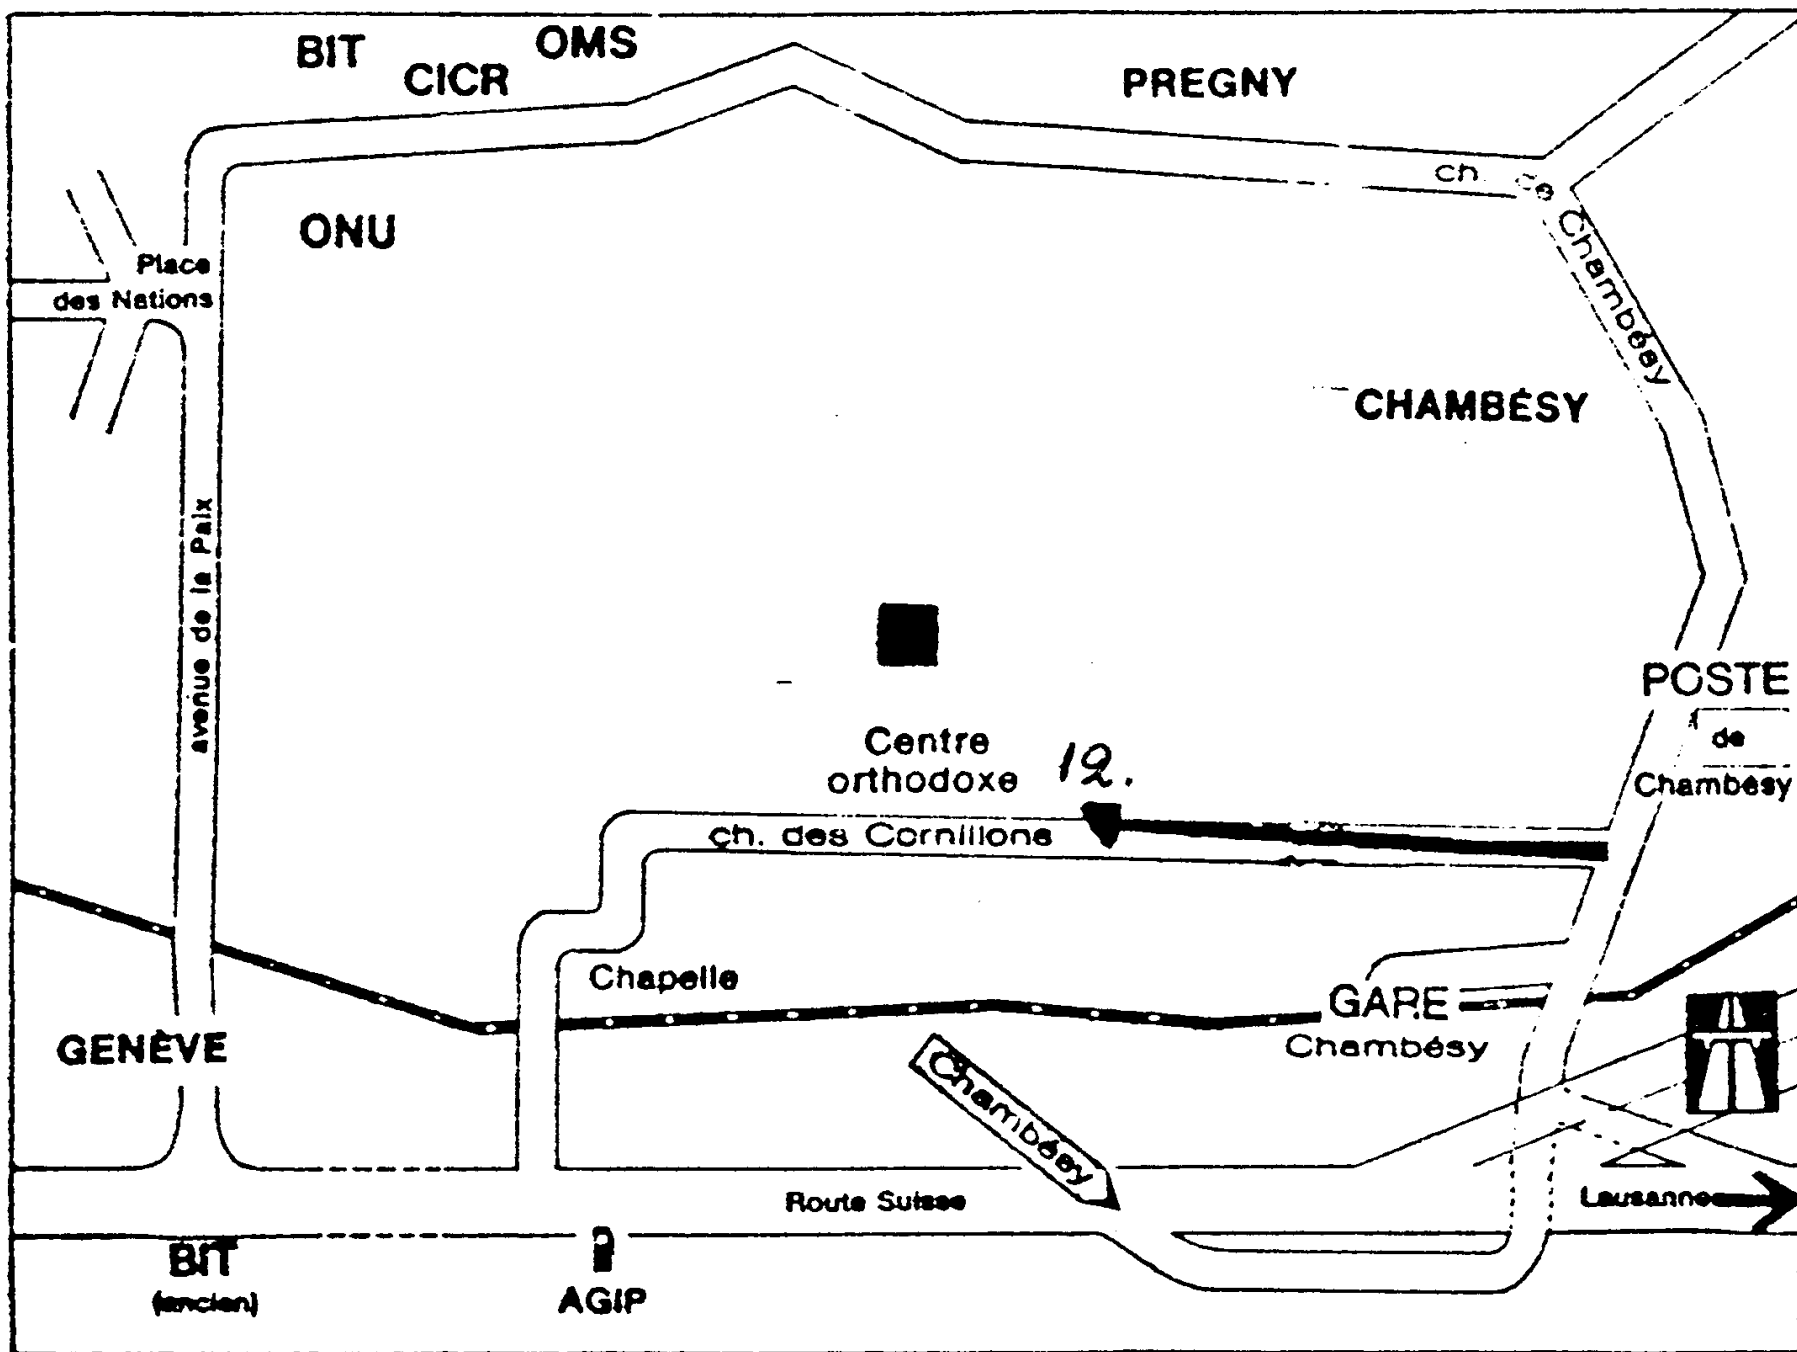 OMS
BIT
CICR
PREGNY
ch. de Chambésy
ONU
Place
des Nations
CHAMBÉSY
avenue de la Paix
POSTE
de
Chambésy
Centre
orthodoxe 12.
ch. des Cornillons
Chapelle
GARE
Chambésy
GENÈVE
Chambésy
Route Suisse
Lausanne
BIT
(ancien)
AGIP